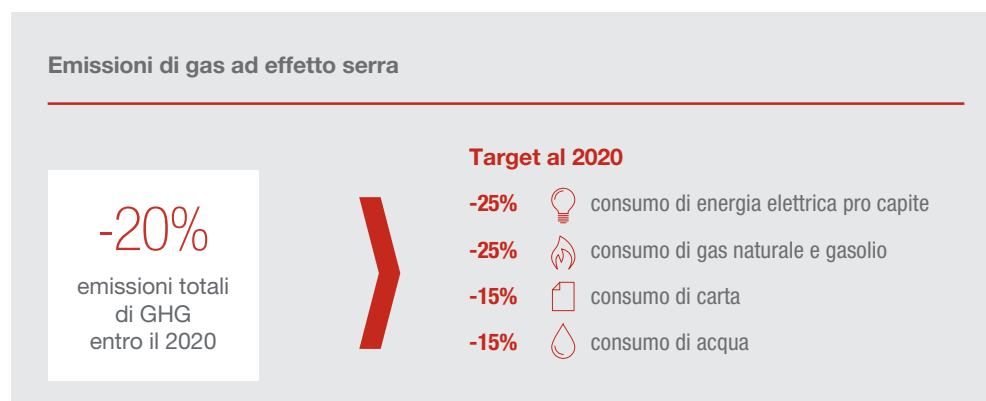 Emissioni di gas ad effetto serra
-20%
emissioni totali
di GHG
entro il 2020
Target al 2020
-25% consumo di energia elettrica pro capite
-25% consumo di gas naturale e gasolio
-15% consumo di carta
-15% consumo di acqua